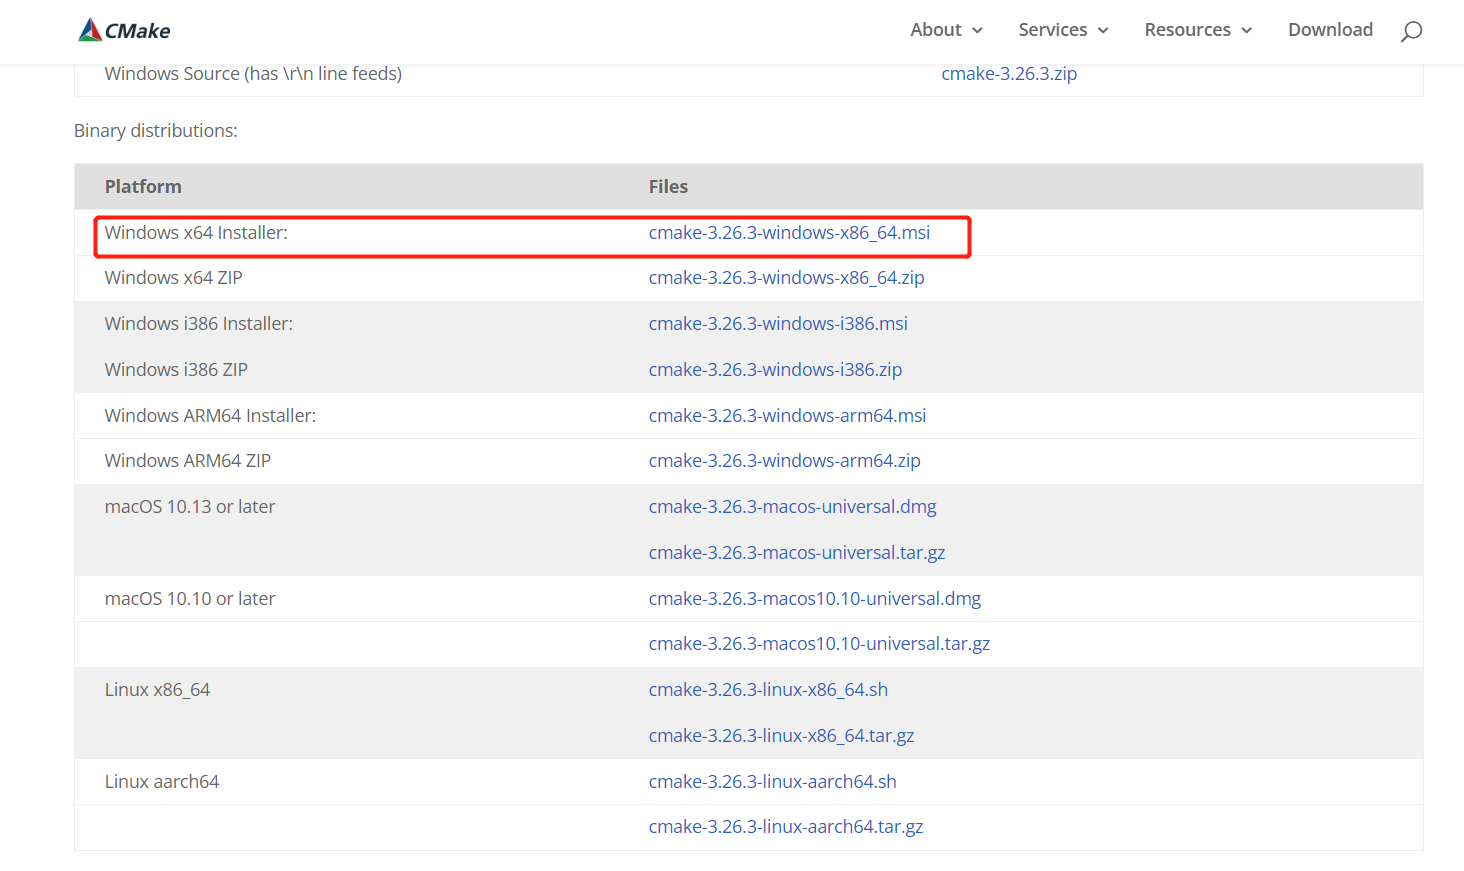 CMake About Services Resources Download
Windows Source (has \r\n line feeds) cmake-3.26.3.zip
Binary distributions:
Platform Files
Windows x64 Installer: cmake-3.26.3-windows-x86_64.msi
Windows x64 ZIP cmake-3.26.3-windows-x86_64.zip
Windows i386 Installer: cmake-3.26.3-windows-i386.msi
Windows i386 ZIP cmake-3.26.3-windows-i386.zip
Windows ARM64 Installer: cmake-3.26.3-windows-arm64.msi
Windows ARM64 ZIP cmake-3.26.3-windows-arm64.zip
macOS 10.13 or later cmake-3.26.3-macos-universal.dmg
cmake-3.26.3-macos-universal.tar.gz
macOS 10.10 or later cmake-3.26.3-macos10.10-universal.dmg
cmake-3.26.3-macos10.10-universal.tar.gz
Linux x86_64 cmake-3.26.3-linux-x86_64.sh
cmake-3.26.3-linux-x86_64.tar.gz
Linux aarch64 cmake-3.26.3-linux-aarch64.sh
cmake-3.26.3-linux-aarch64.tar.gz